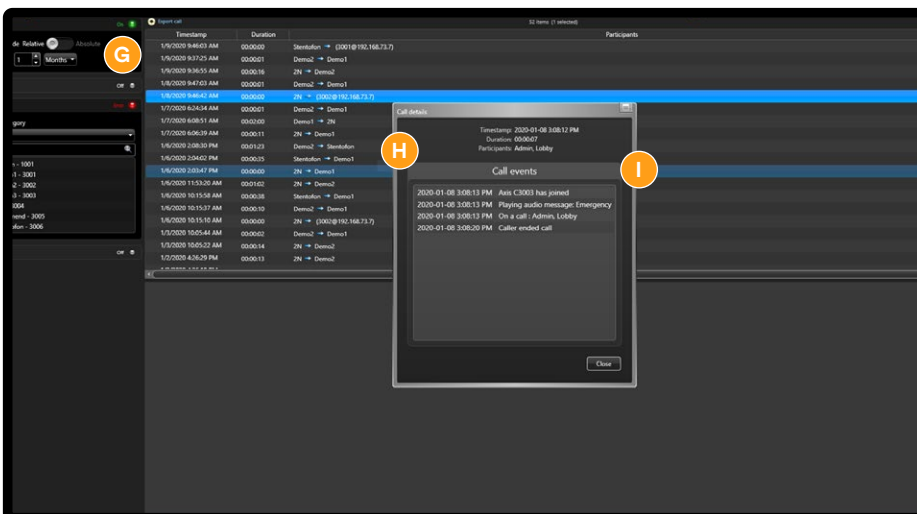 On
Export call
52 items (1 selected)
Timestamp Duration Participants
de Relative Absolute
1 Months
G
Off
gory
- 1001
1 - 3001
2 - 3002
3 - 3003
3004
iend - 3005
ofon - 3006
Off
1/9/2020 9:46:03 AM 00:00:00 Stentofon → (3001@192.168.73.7)
1/9/2020 9:37:25 AM 00:00:01 Demo2 → Demo1
1/9/2020 9:36:55 AM 00:00:16 2N → Demo2
1/8/2020 9:47:03 AM 00:00:01 Demo2 → Demo1
1/8/2020 9:46:42 AM 00:00:00 2N → (3002@192.168.73.7)
1/7/2020 6:24:34 AM 00:00:01 Demo2 → Demo1
1/7/2020 6:08:51 AM 00:02:00 Demo1 → 2N
1/7/2020 6:06:39 AM 00:00:11 2N → Demo1
1/6/2020 2:08:30 PM 00:01:23 Demo2 → Stentofon
1/6/2020 2:04:02 PM 00:00:35 Stentofon → Demo1
1/6/2020 2:03:47 PM 00:00:00 2N → Demo1
1/6/2020 11:53:20 AM 00:01:02 2N → Demo2
1/6/2020 10:15:58 AM 00:00:38 Stentofon → Demo1
1/6/2020 10:15:37 AM 00:00:10 Demo2 → Demo1
1/6/2020 10:15:10 AM 00:00:00 2N → (3002@192.168.73.7)
1/3/2020 10:05:44 AM 00:00:02 Demo2 → Demo1
1/3/2020 10:05:22 AM 00:00:14 2N → Demo2
1/2/2020 4:26:29 PM 00:00:13 2N → Demo2
Call details
Timestamp: 2020-01-08 3:08:12 PM
Duration: 00:00:07
Participants: Admin, Lobby
H
I
Call events
2020-01-08 3:08:13 PM Axis C3003 has joined
2020-01-08 3:08:13 PM Playing audio message: Emergency
2020-01-08 3:08:13 PM On a call : Admin, Lobby
2020-01-08 3:08:20 PM Caller ended call
Close